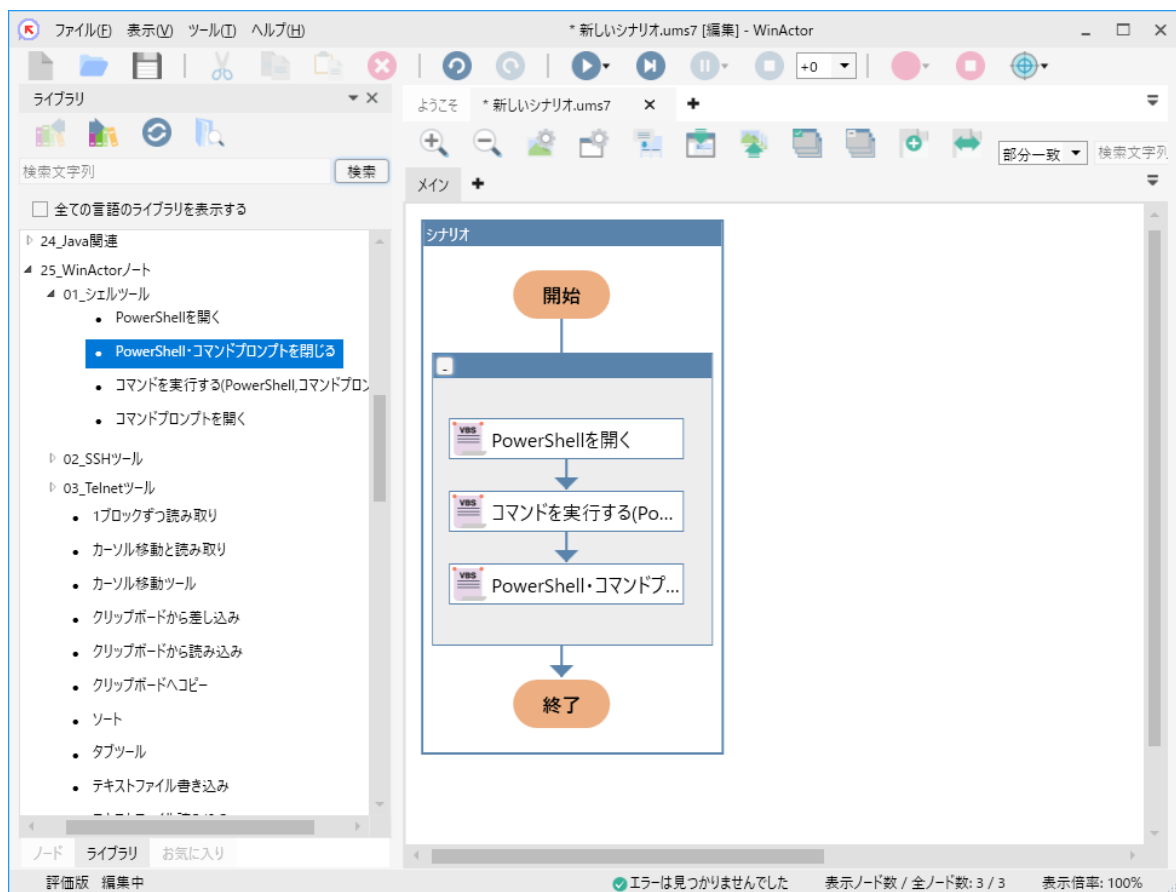 ファイル(F) 表示(V) ツール(T) ヘルプ(H)
* 新しいシナリオ.ums7 [編集] - WinActor
+0
ライブラリ
検索文字列
検索
全ての言語のライブラリを表示する
24_Java関連
25_WinActorノート
01_シェルツール
PowerShellを開く
PowerShell・コマンドプロンプトを閉じる
コマンドを実行する(PowerShell,コマンドプロン
コマンドプロンプトを開く
02_SSHツール
03_Telnetツール
1ブロックずつ読み取り
カーソル移動と読み取り
カーソル移動ツール
クリップボードから差し込み
クリップボードから読み込み
クリップボードへコピー
ソート
タブツール
テキストファイル書き込み
ノード ライブラリ お気に入り
ようこそ * 新しいシナリオ.ums7
部分一致 検索文字列
メイン
シナリオ
開始
VBS PowerShellを開く
VBS コマンドを実行する(Po...
VBS PowerShell・コマンドプ...
終了
評価版 編集中 エラーは見つかりませんでした 表示ノード数 / 全ノード数: 3 / 3 表示倍率: 100%